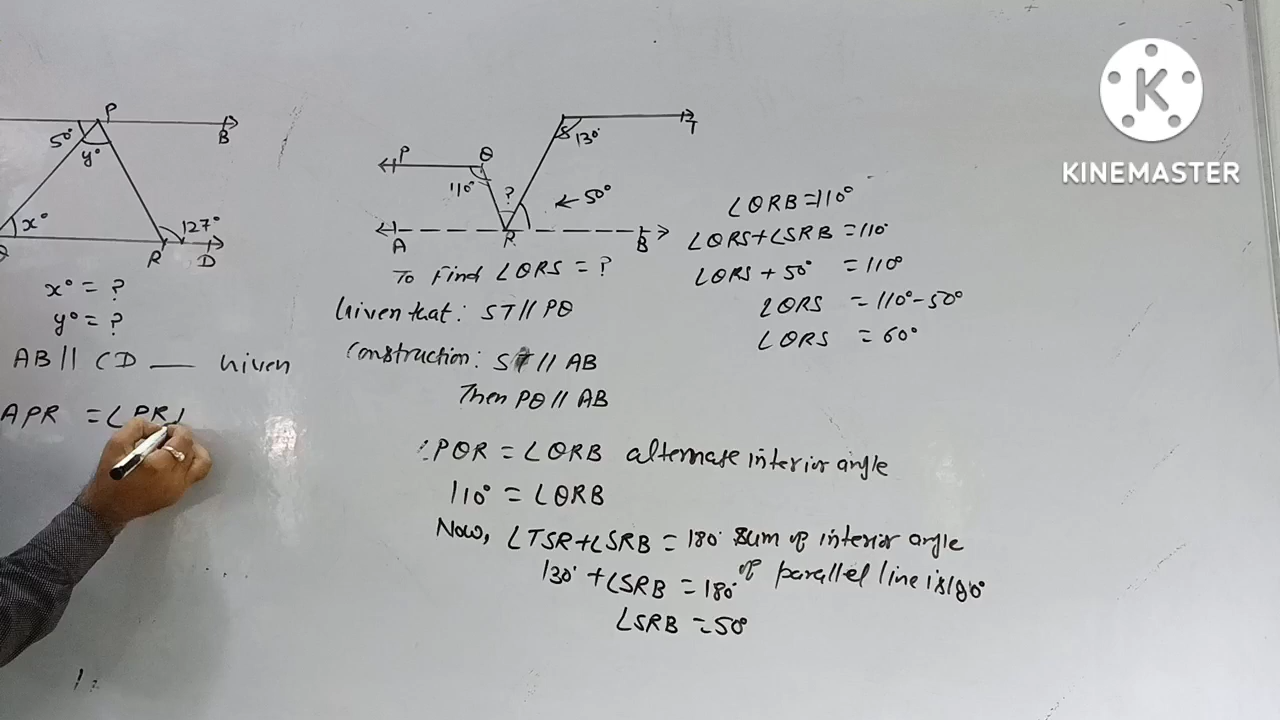 P
B
50°
y°
x°
127°
R
D
x° = ?
y° = ?
AB || CD — Given
APR = ∠PR
P
Q
110°
?
S
130°
T
← 50°
A
R
B
To Find ∠QRS = ?
Given that: ST || PQ
Construction: ST || AB
Then PQ || AB
∴ PQR = ∠QRB alternate interior angle
110° = ∠QRB
Now, ∠TSR + ∠SRB = 180° Sum of interior angle
of parallel line is 180°
130° + ∠SRB = 180°
∠SRB = 50°
∠QRB = 110°
∠QRS + ∠SRB = 110°
∠QRS + 50° = 110°
∠QRS = 110° - 50°
∠QRS = 60°
K
KINEMASTER